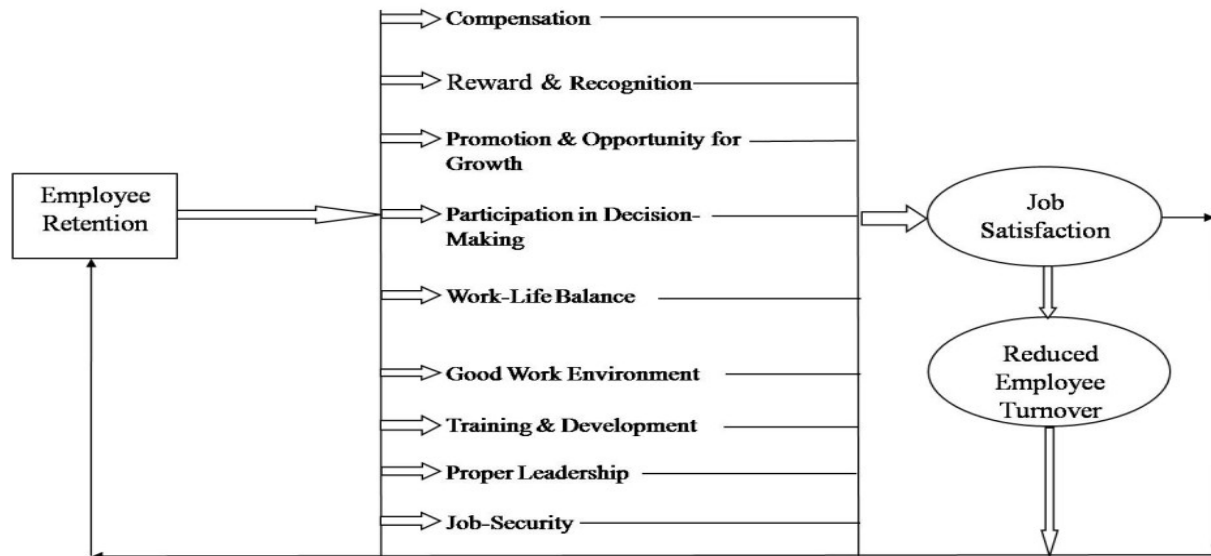 Employee
Retention
Compensation
Reward & Recognition
Promotion & Opportunity for
Growth
Participation in Decision-
Making
Work-Life Balance
Good Work Environment
Training & Development
Proper Leadership
Job-Security
Job
Satisfaction
Reduced
Employee
Turnover